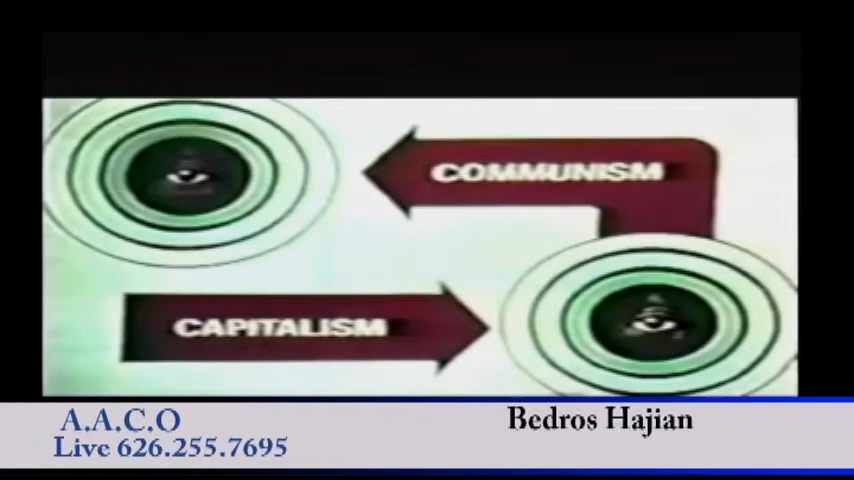 COMMUNISM
CAPITALISM
A.A.C.O
Live 626.255.7695
Bedros Hajian